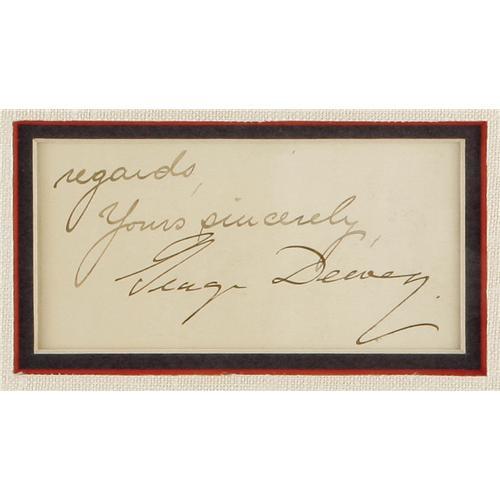 regards,
Yours sincerely,
George Dewey.